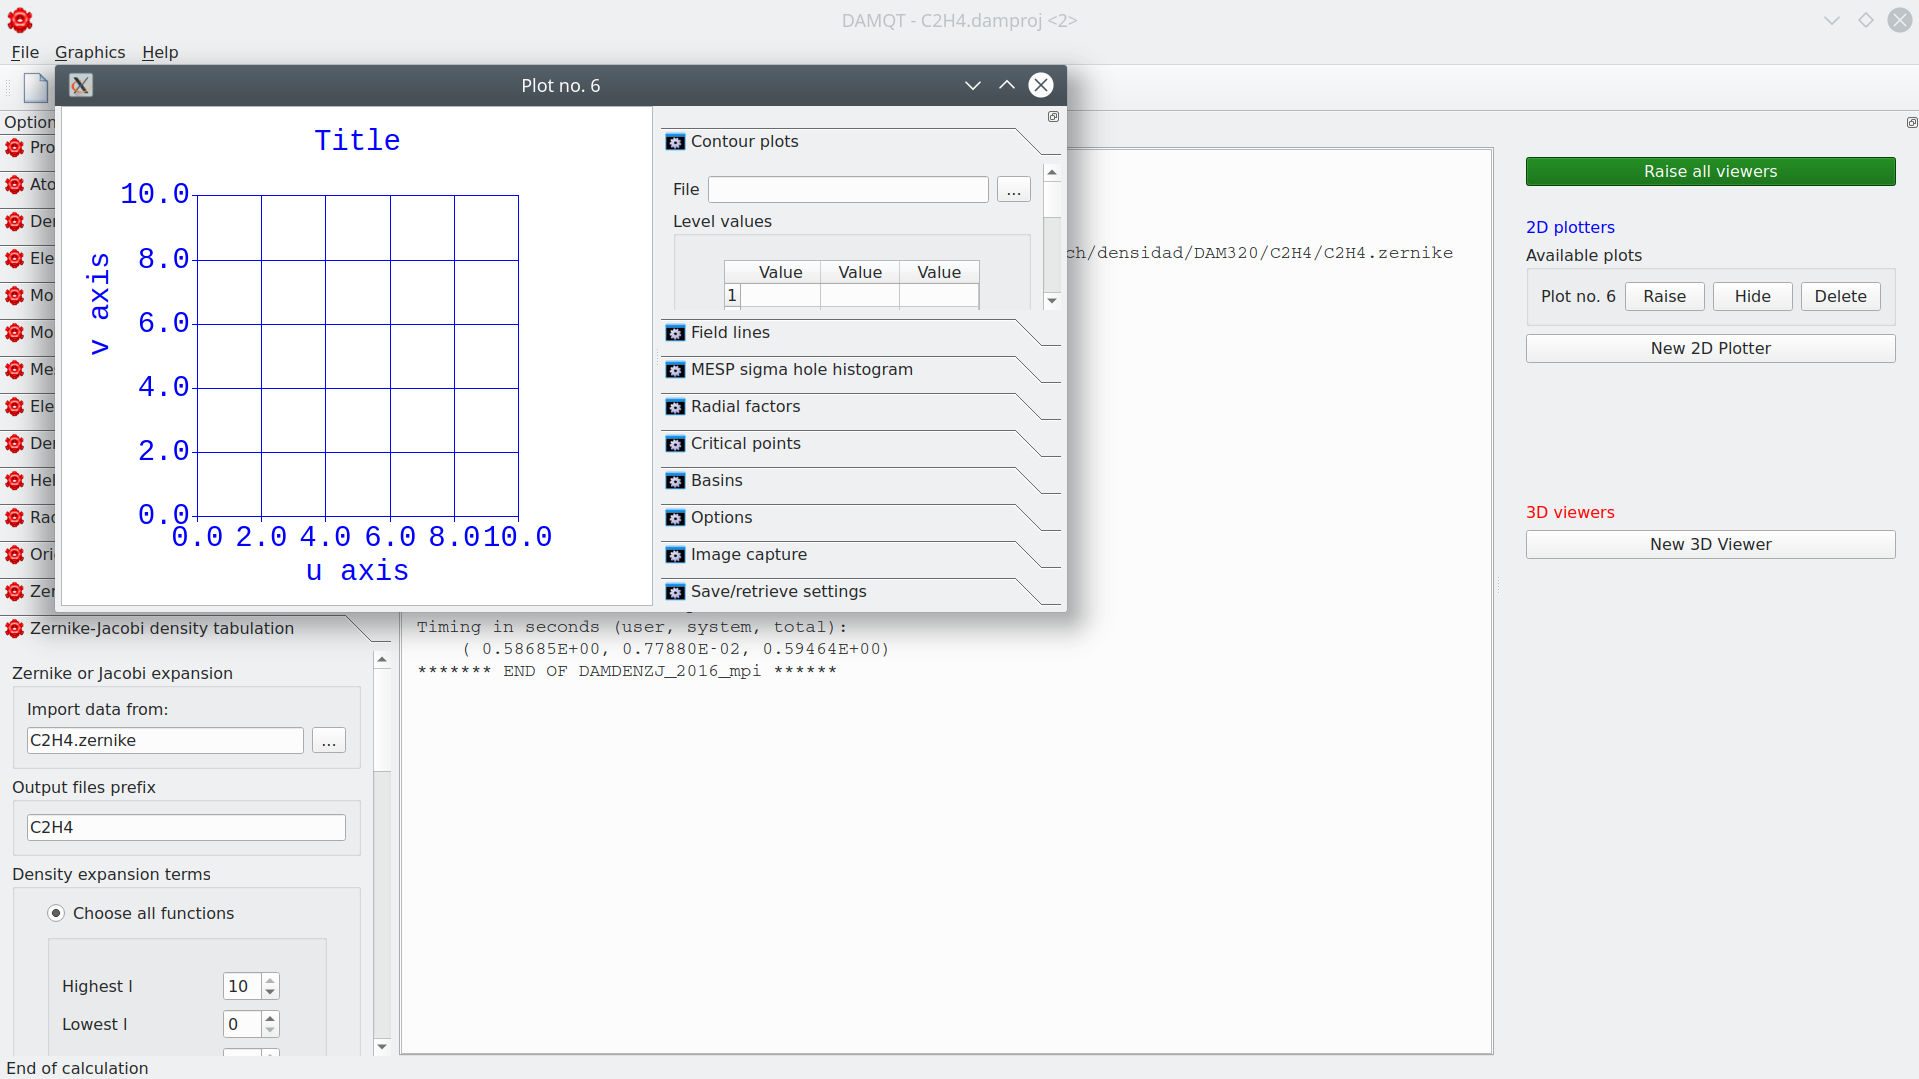 DAMQT - C2H4.damproj <2>
File Graphics Help
Plot no. 6
Option
Pro
Ato
Den
Ele
Mo
Mo
Me
Ele
Der
Hel
Rac
Ori
Zer
Title
10.0
8.0
6.0
4.0
2.0
0.0
v axis
0.0 2.0 4.0 6.0 8.0 10.0
u axis
Contour plots
File ...
Level values
Value Value Value
1
Field lines
MESP sigma hole histogram
Radial factors
Critical points
Basins
Options
Image capture
Save/retrieve settings
ch/densidad/DAM320/C2H4/C2H4.zernike
Timing in seconds (user, system, total):
( 0.58685E+00, 0.77880E-02, 0.59464E+00)
******* END OF DAMDENZJ_2016_mpi ******
Raise all viewers
2D plotters
Available plots
Plot no. 6 Raise Hide Delete
New 2D Plotter
3D viewers
New 3D Viewer
Zernike-Jacobi density tabulation
Zernike or Jacobi expansion
Import data from:
C2H4.zernike ...
Output files prefix
C2H4
Density expansion terms
Choose all functions
Highest l 10
Lowest l 0
End of calculation